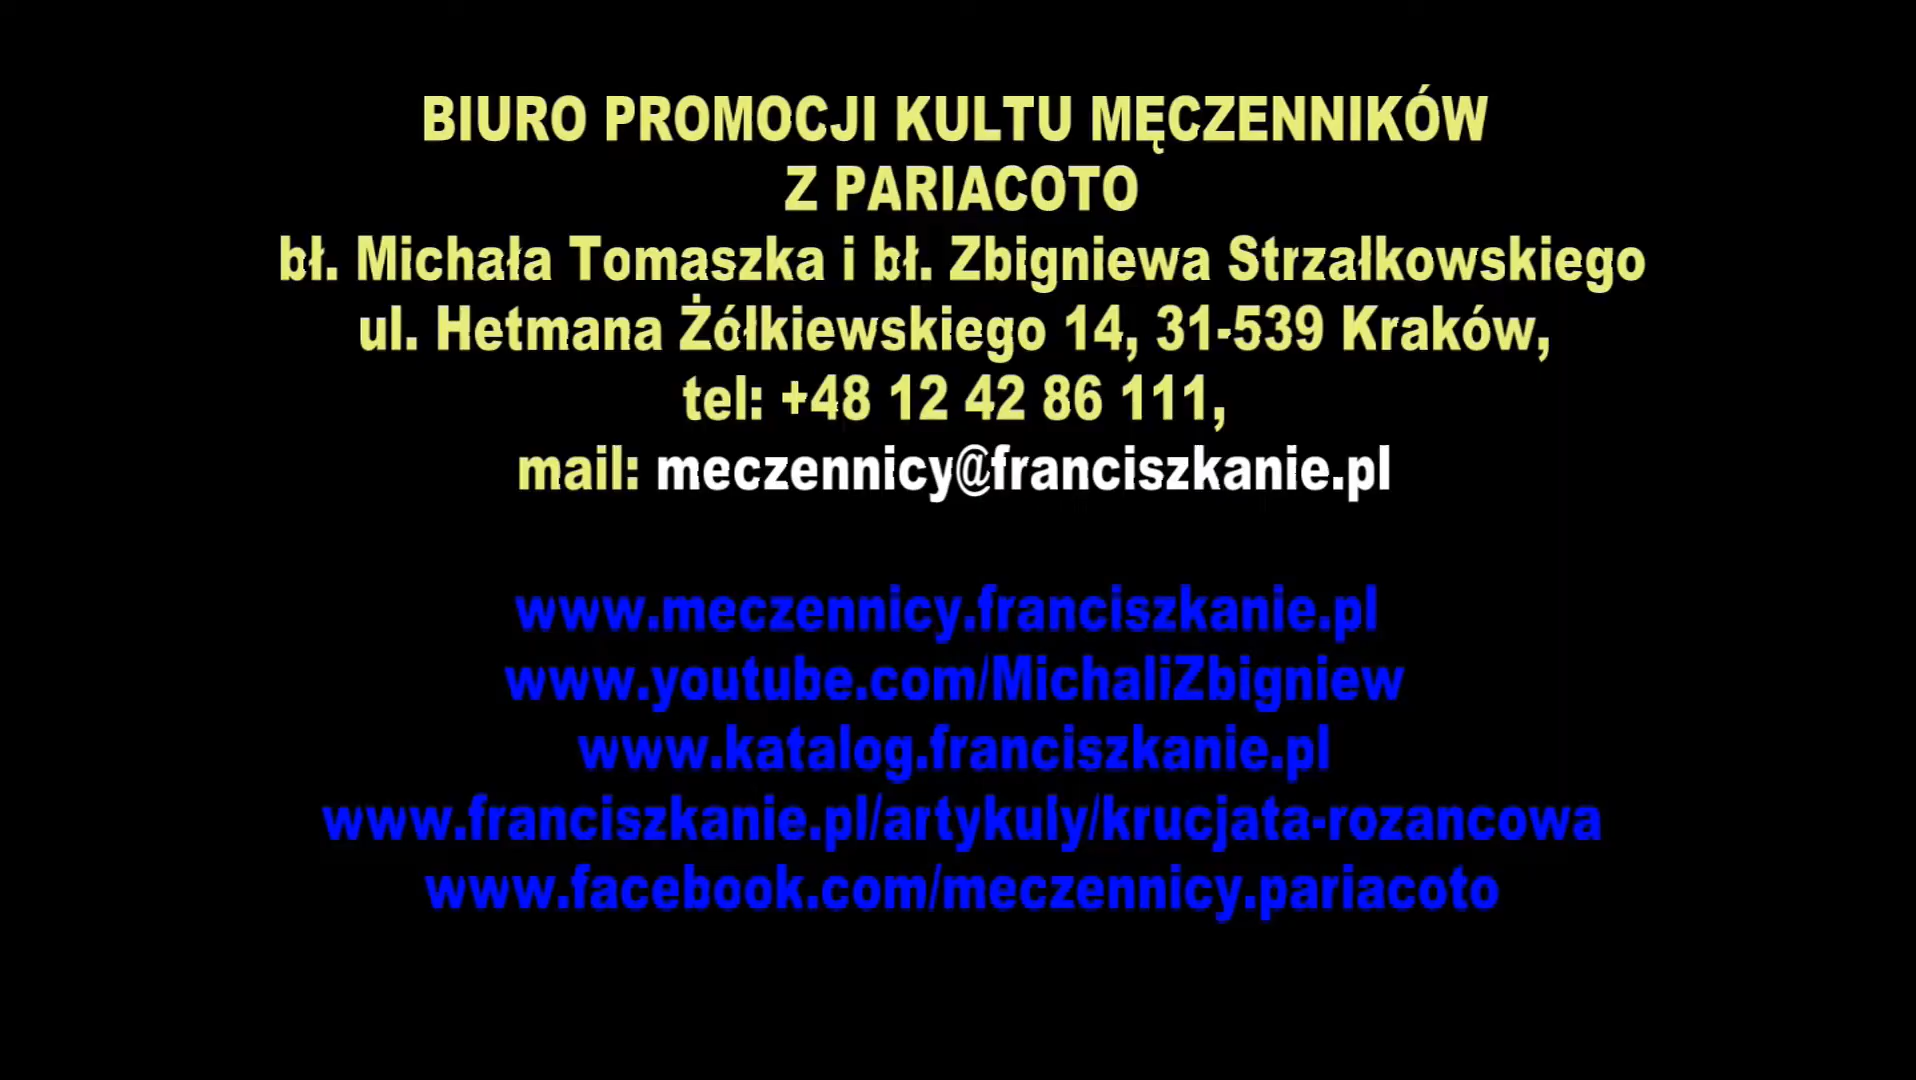 BIURO PROMOCJI KULTU MĘCZENNIKÓW
Z PARIACOTO
bł. Michała Tomaszka i bł. Zbigniewa Strzałkowskiego
ul. Hetmana Żółkiewskiego 14, 31-539 Kraków,
tel: +48 12 42 86 111,
mail: meczennicy@franciszkanie.pl
www.meczennicy.franciszkanie.pl
www.youtube.com/MichaliZbigniew
www.katalog.franciszkanie.pl
www.franciszkanie.pl/artykuly/krucjata-rozancowa
www.facebook.com/meczennicy.pariacoto